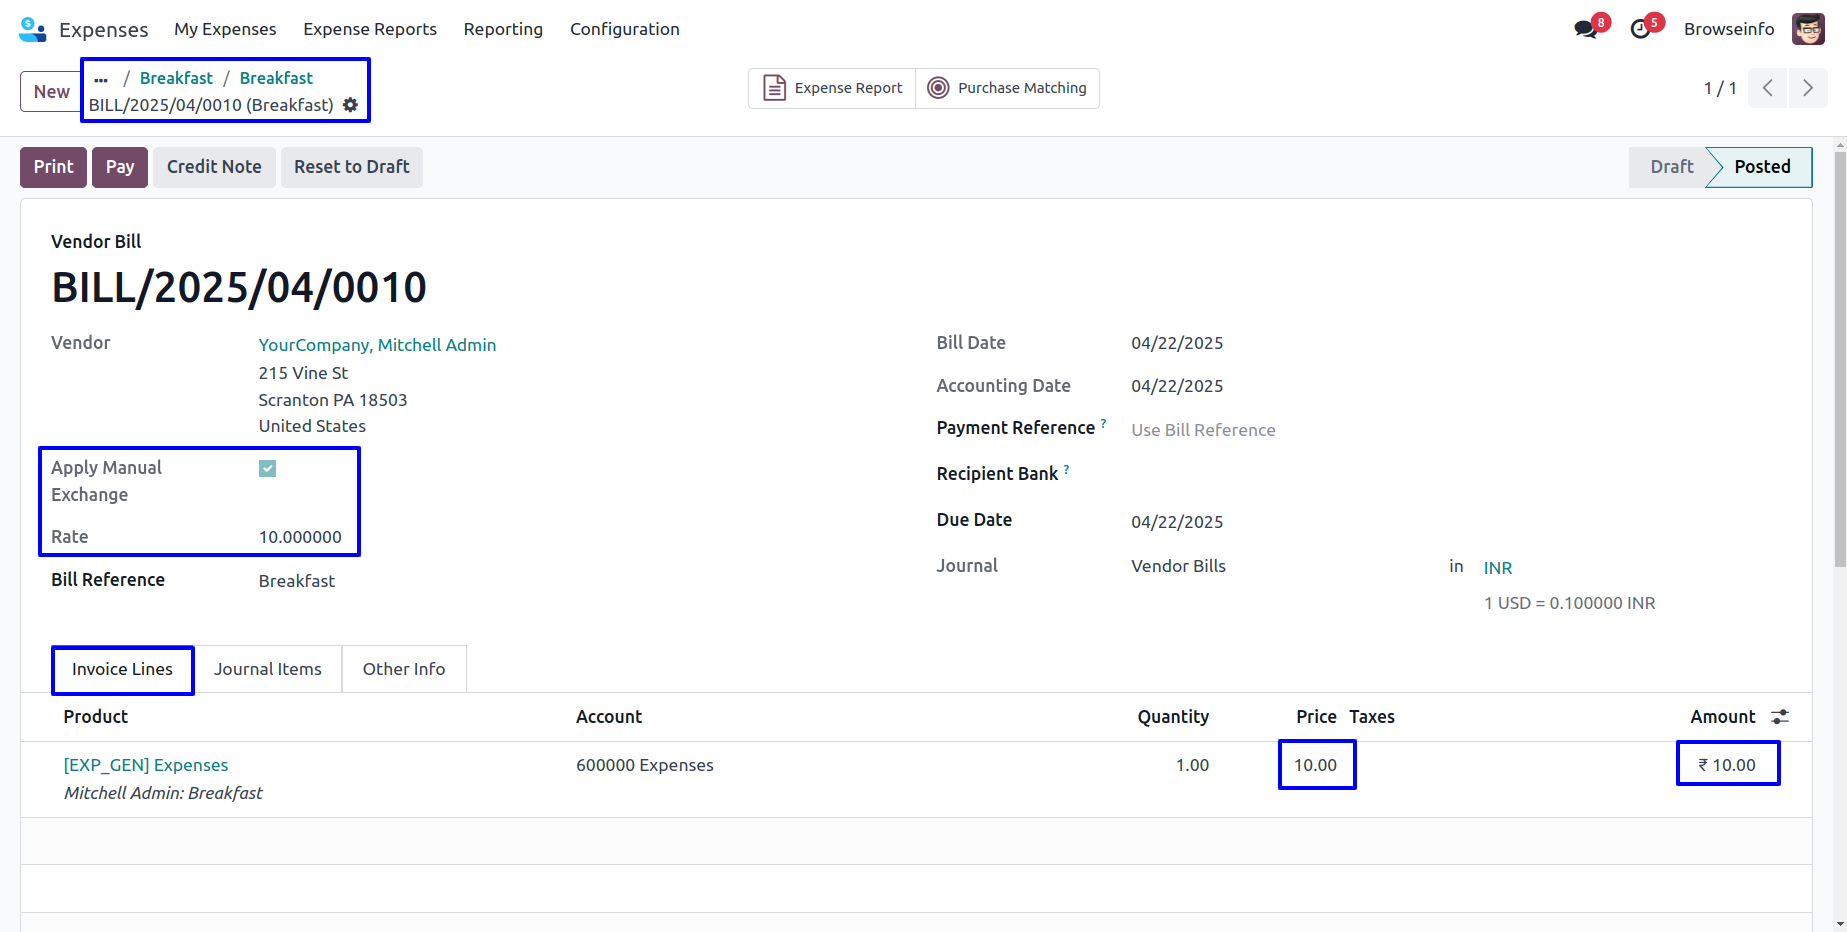 Expenses My Expenses Expense Reports Reporting Configuration 8 5 Browseinfo
New ... / Breakfast / Breakfast
BILL/2025/04/0010 (Breakfast)
Expense Report Purchase Matching 1 / 1
Print Pay Credit Note Reset to Draft Draft Posted
Vendor Bill
BILL/2025/04/0010
Vendor YourCompany, Mitchell Admin
215 Vine St
Scranton PA 18503
United States
Apply Manual
Exchange
Rate 10.000000
Bill Reference Breakfast
Bill Date 04/22/2025
Accounting Date 04/22/2025
Payment Reference ? Use Bill Reference
Recipient Bank ?
Due Date 04/22/2025
Journal Vendor Bills in INR
1 USD = 0.100000 INR
Invoice Lines Journal Items Other Info
Product Account Quantity Price Taxes Amount
[EXP_GEN] Expenses 600000 Expenses 1.00 10.00 ₹ 10.00
Mitchell Admin: Breakfast